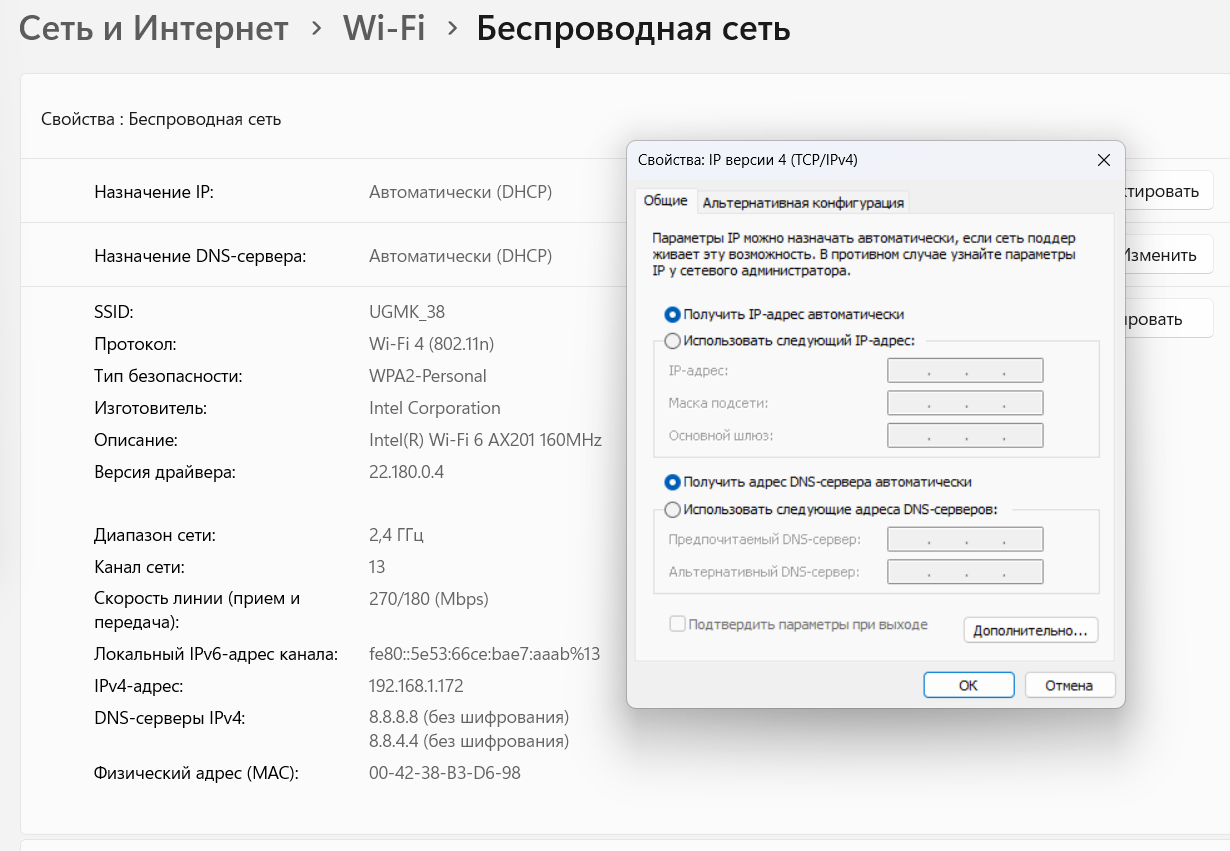 Сеть и Интернет > Wi-Fi > Беспроводная сеть
Свойства : Беспроводная сеть
Назначение IP: Автоматически (DHCP)
Назначение DNS-сервера: Автоматически (DHCP)
Изменить
SSID: UGMK_38
Протокол: Wi-Fi 4 (802.11n)
Тип безопасности: WPA2-Personal
Изготовитель: Intel Corporation
Описание: Intel(R) Wi-Fi 6 AX201 160MHz
Версия драйвера: 22.180.0.4
Диапазон сети: 2,4 ГГц
Канал сети: 13
Скорость линии (прием и
передача): 270/180 (Mbps)
Локальный IPv6-адрес канала: fe80::5e53:66ce:bae7:aaab%13
IPv4-адрес: 192.168.1.172
DNS-серверы IPv4: 8.8.8.8 (без шифрования)
8.8.4.4 (без шифрования)
Физический адрес (MAC): 00-42-38-B3-D6-98
Свойства: IP версии 4 (TCP/IPv4)
Общие Альтернативная конфигурация
Параметры IP можно назначать автоматически, если сеть поддер
живает эту возможность. В противном случае узнайте параметры
IP у сетевого администратора.
Получить IP-адрес автоматически
Использовать следующий IP-адрес:
IP-адрес:
Маска подсети:
Основной шлюз:
Получить адрес DNS-сервера автоматически
Использовать следующие адреса DNS-серверов:
Предпочитаемый DNS-сервер:
Альтернативный DNS-сервер:
Подтвердить параметры при выходе
Дополнительно...
ОК Отмена